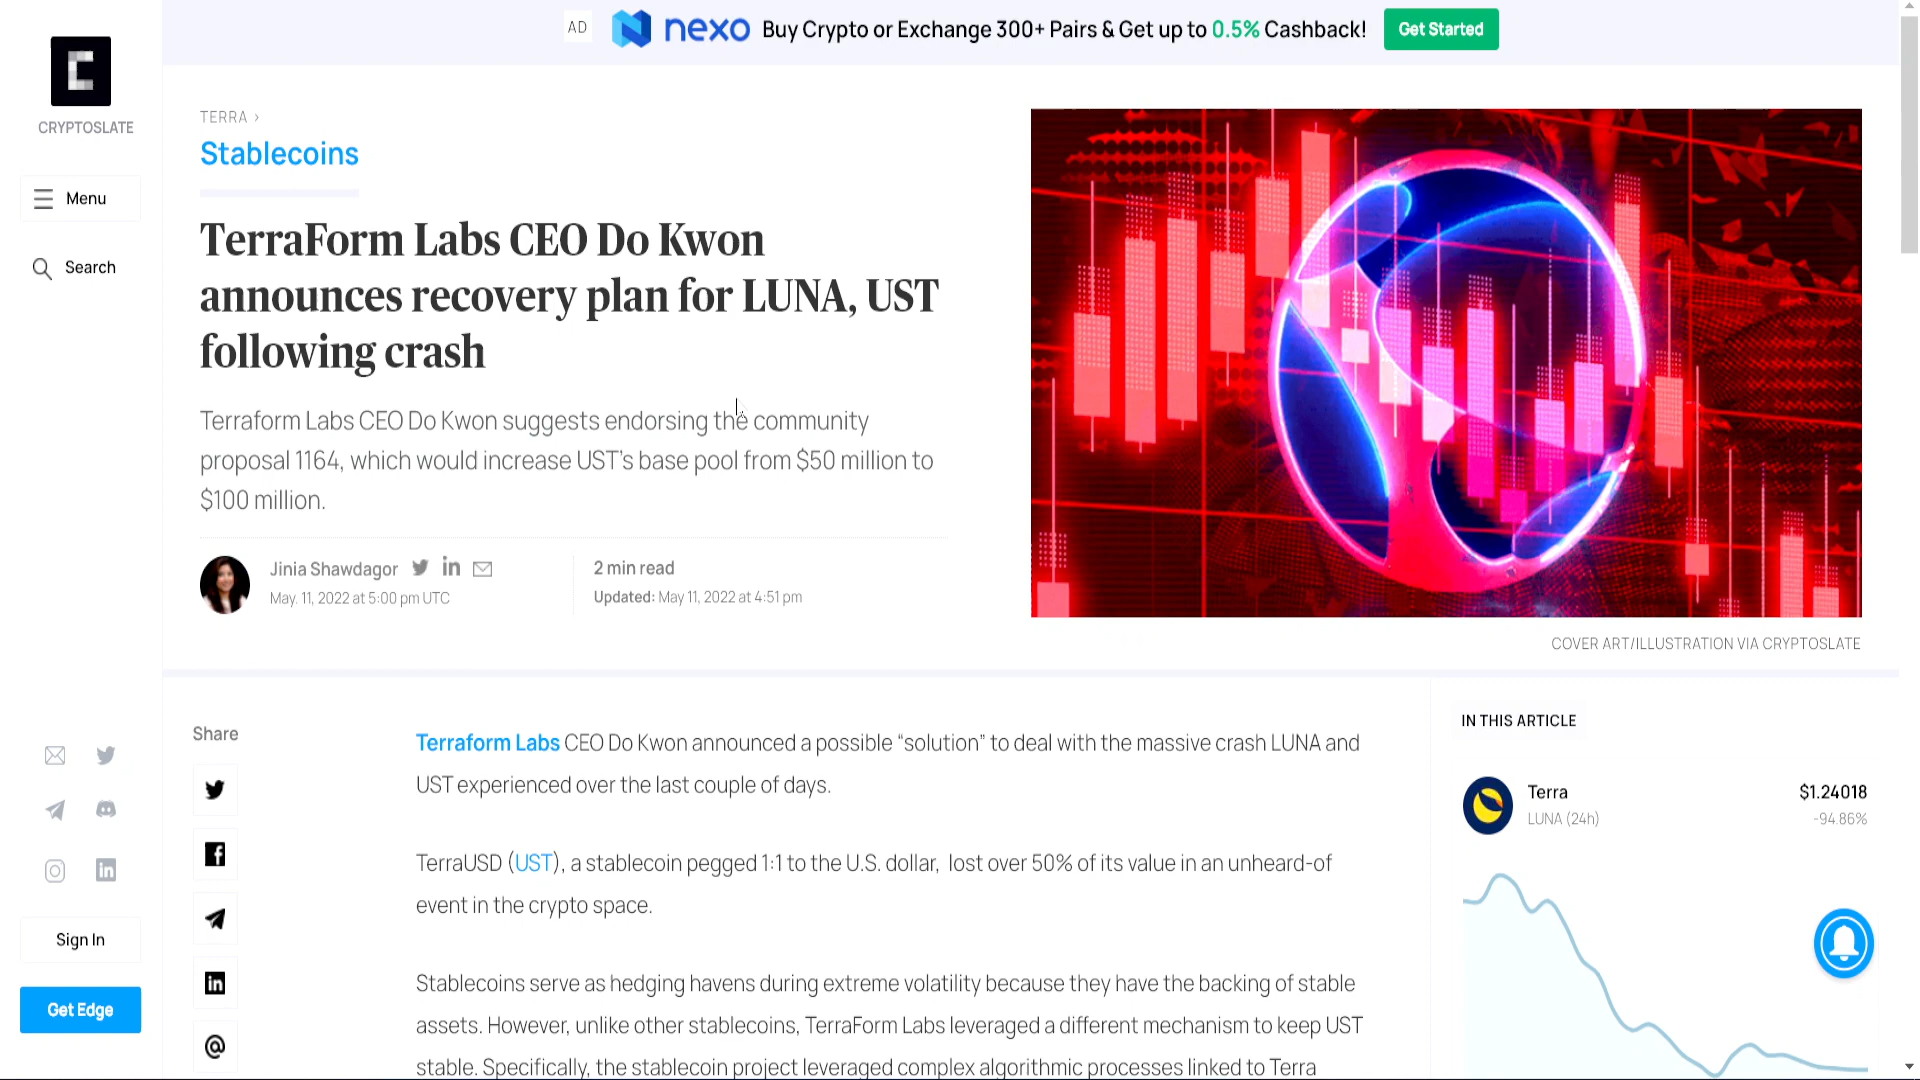 AD
nexo Buy Crypto or Exchange 300+ Pairs & Get up to 0.5% Cashback! Get Started
CRYPTOSLATE
Menu
Search
TERRA ›
Stablecoins
TerraForm Labs CEO Do Kwon
announces recovery plan for LUNA, UST
following crash
Terraform Labs CEO Do Kwon suggests endorsing the community
proposal 1164, which would increase UST's base pool from $50 million to
$100 million.
Jinia Shawdagor
May. 11, 2022 at 5:00 pm UTC
2 min read
Updated: May 11, 2022 at 4:51 pm
COVER ART/ILLUSTRATION VIA CRYPTOSLATE
Share
Terraform Labs CEO Do Kwon announced a possible “solution” to deal with the massive crash LUNA and
UST experienced over the last couple of days.
TerraUSD (UST), a stablecoin pegged 1:1 to the U.S. dollar, lost over 50% of its value in an unheard-of
event in the crypto space.
Stablecoins serve as hedging havens during extreme volatility because they have the backing of stable
assets. However, unlike other stablecoins, TerraForm Labs leveraged a different mechanism to keep UST
stable. Specifically, the stablecoin project leveraged complex algorithmic processes linked to Terra
IN THIS ARTICLE
Terra $1.24018
LUNA (24h) -94.86%
Sign In
Get Edge